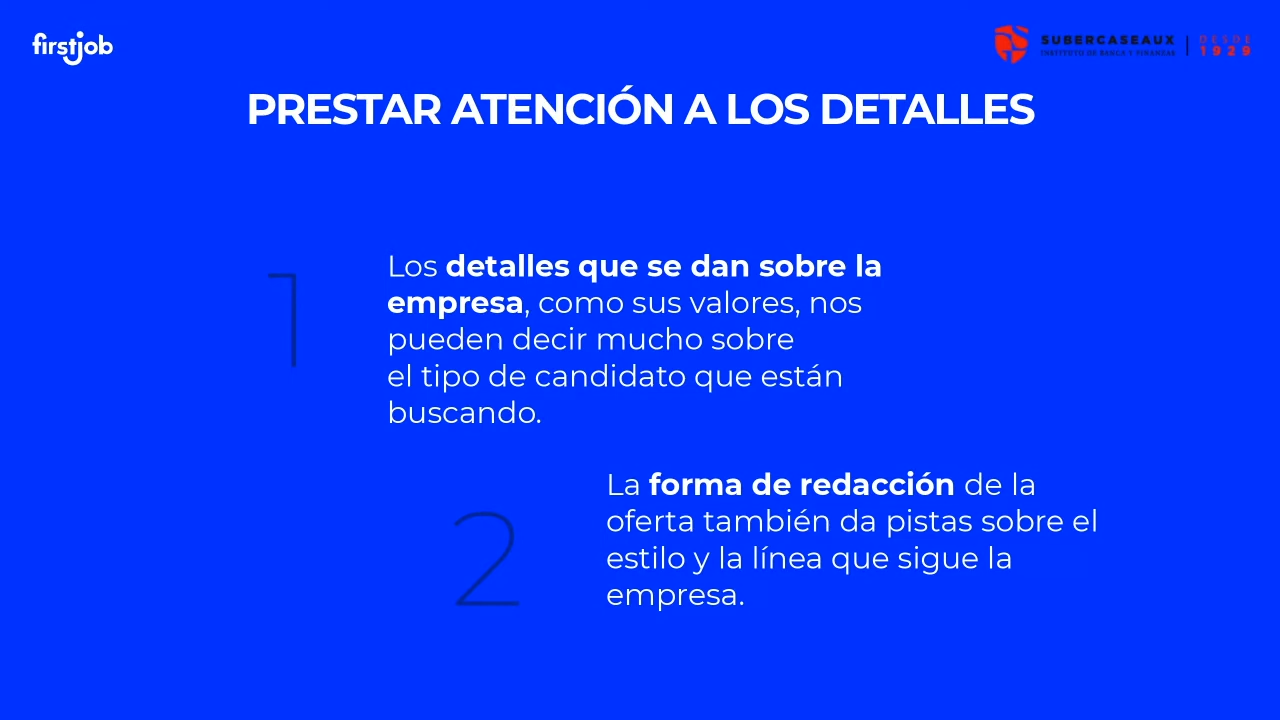 firstjob
SUBERCASEAUX
INSTITUTO DE BANCA Y FINANZAS
DESDE
1929
PRESTAR ATENCIÓN A LOS DETALLES
1
Los detalles que se dan sobre la
empresa, como sus valores, nos
pueden decir mucho sobre
el tipo de candidato que están
buscando.
2
La forma de redacción de la
oferta también da pistas sobre el
estilo y la línea que sigue la
empresa.